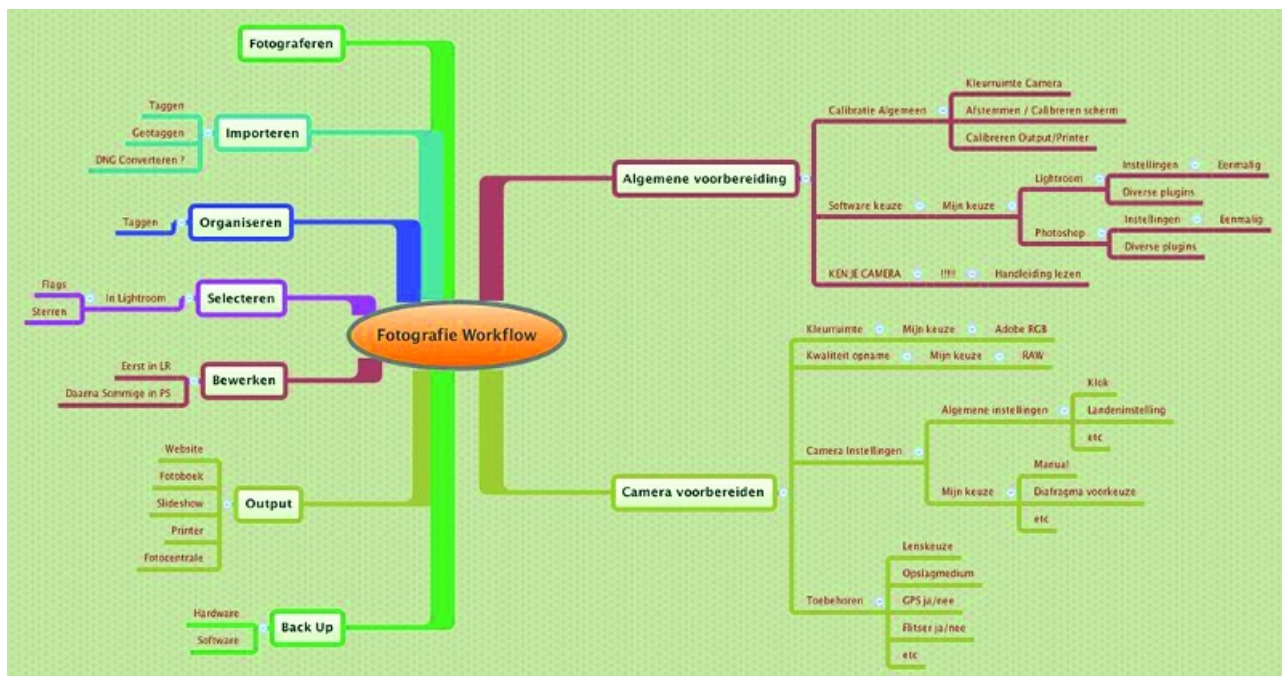 Fotografie Workflow
Algemene voorbereiding
Calibratie Algemeen
Kleurruimte Camera
Afstemmen / Calibreren scherm
Calibreren Output/Printer
Software keuze
Mijn keuze
Lightroom
Instellingen
Eenmalig
Diverse plugins
Photoshop
Instellingen
Eenmalig
Diverse plugins
KEN JE CAMERA
!!!!!
Handleiding lezen
Camera voorbereiden
Kleurruimte
Mijn keuze
Adobe RGB
Kwaliteit opname
Mijn keuze
RAW
Camera Instellingen
Algemene instellingen
Klok
Landeninstelling
etc
Mijn keuze
Manual
Diafragma voorkeuze
etc
Toebehoren
Lenskeuze
Opslagmedium
GPS ja/nee
Flitser ja/nee
etc
Fotograferen
Importeren
Taggen
Geotaggen
DNG Converteren ?
Organiseren
Taggen
Selecteren
In Lightroom
Flags
Sterren
Bewerken
Eerst in LR
Daarna Sommige in PS
Output
Website
Fotoboek
Slideshow
Printer
Fotocentrale
Back Up
Hardware
Software